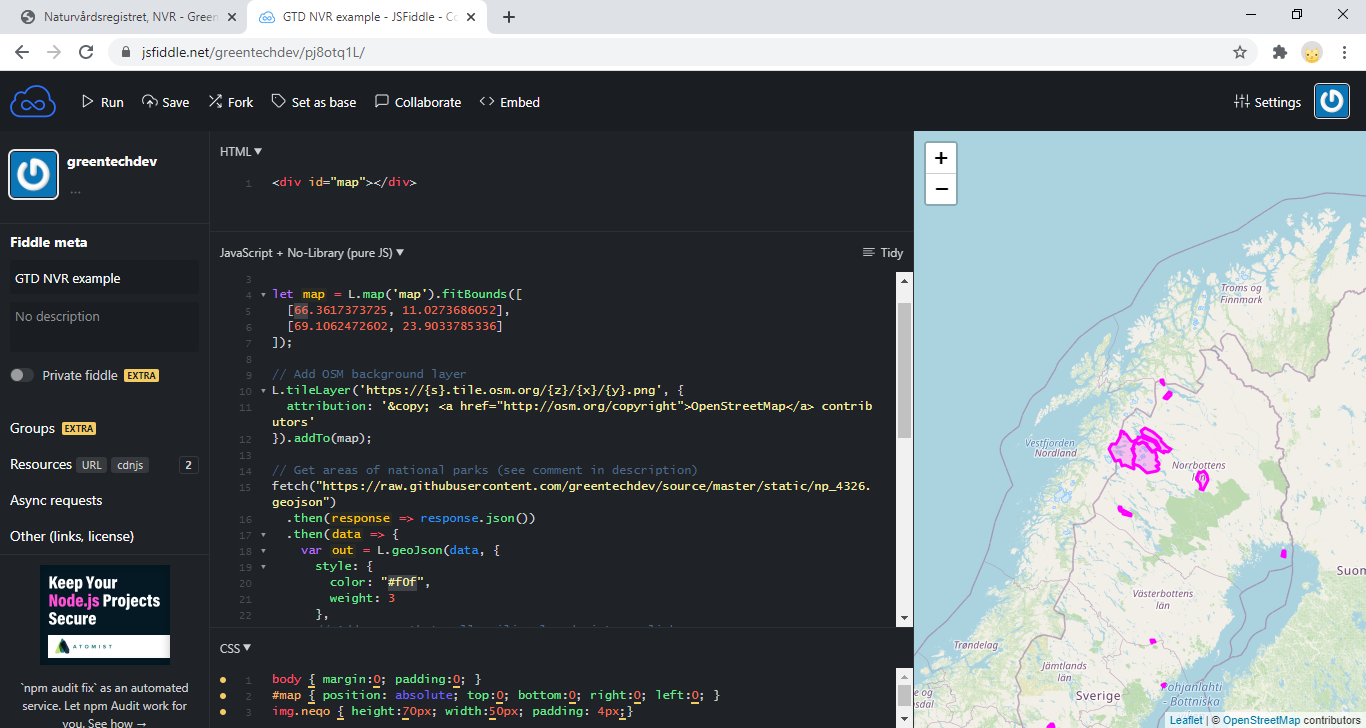 Naturvårdsregistret, NVR - Green
GTD NVR example - JSFiddle - Co
jsfiddle.net/greentechdev/pj8otq1L/
Run
Save
Fork
Set as base
Collaborate
Embed
Settings
greentechdev
...
Fiddle meta
GTD NVR example
No description
Private fiddle EXTRA
Groups EXTRA
Resources URL cdnjs 2
Async requests
Other (links, license)
Keep Your
Node.js Projects
Secure
ATOMIST
`npm audit fix` as an automated
service. Let npm Audit work for
you. See how →
HTML ▼
1 <div id="map"></div>
JavaScript + No-Library (pure JS) ▼
Tidy
3
4 let map = L.map('map').fitBounds([
5 [66.3617373725, 11.0273686052],
6 [69.1062472602, 23.9033785336]
7 ]);
8
9 // Add OSM background layer
10 L.tileLayer('https://{s}.tile.osm.org/{z}/{x}/{y}.png', {
11 attribution: '&copy; <a href="http://osm.org/copyright">OpenStreetMap</a> contrib
utors'
12 }).addTo(map);
13
14 // Get areas of national parks (see comment in description)
15 fetch("https://raw.githubusercontent.com/greentechdev/source/master/static/np_4326.
geojson")
16 .then(response => response.json())
17 .then(data => {
18 var out = L.geoJson(data, {
19 style: {
20 color: "#f0f",
21 weight: 3
22 },
CSS ▼
1 body { margin:0; padding:0; }
2 #map { position: absolute; top:0; bottom:0; right:0; left:0; }
3 img.neqo { height:70px; width:50px; padding: 4px;}
+
−
Troms og
Finnmark
Vestfjorden
Nordland
Norrbottens
Suom
Västerbottens
län
Trøndelag
Jämtlands
län
Sverige
Pohjanlahti
- Bottniska
Leaflet | © OpenStreetMap contributors